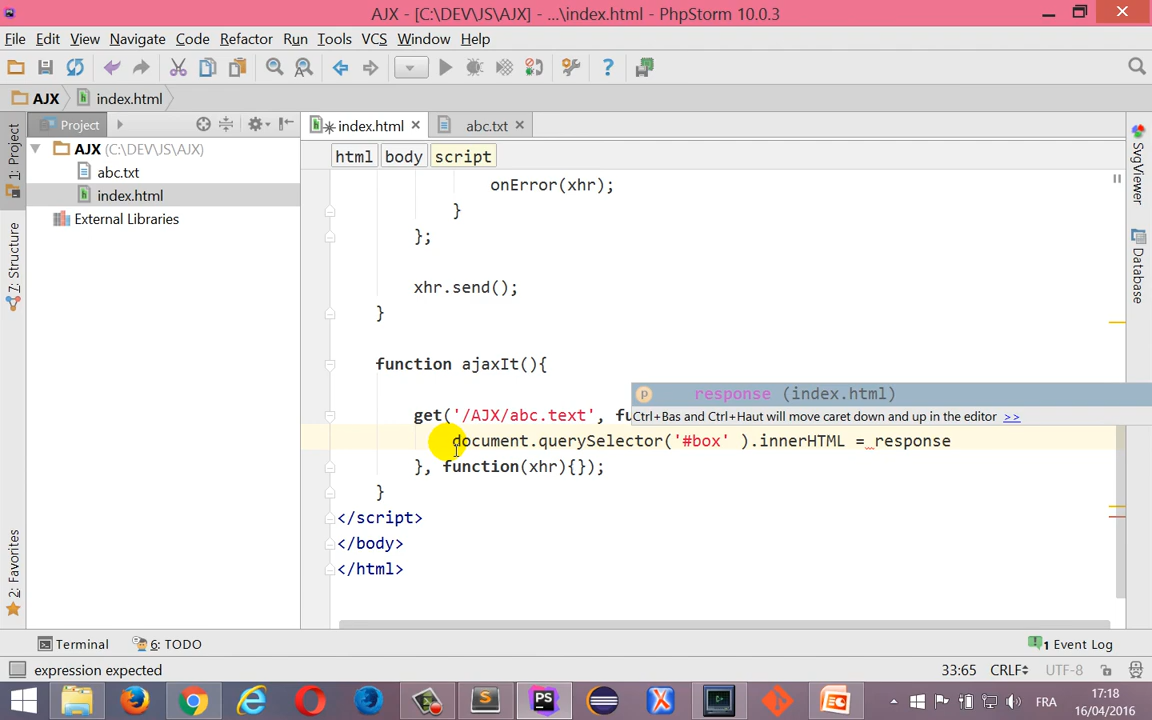 AJX - [C:\DEV\JS\AJX] - ...\index.html - PhpStorm 10.0.3
File Edit View Navigate Code Refactor Run Tools VCS Window Help
AJX index.html
Project
index.html abc.txt
html body script
AJX (C:\DEV\JS\AJX)
abc.txt
index.html
External Libraries
1: Project
7: Structure
2: Favorites
SvgViewer
Database
onError(xhr);
}
};
xhr.send();
}
function ajaxIt(){
response (index.html)
get('/AJX/abc.text', fu
Ctrl+Bas and Ctrl+Haut will move caret down and up in the editor >>
document.querySelector('#box' ).innerHTML = response
}, function(xhr){});
}
</script>
</body>
</html>
Terminal 6: TODO 1 Event Log
expression expected 33:65 CRLF UTF-8
FRA 17:18
16/04/2016